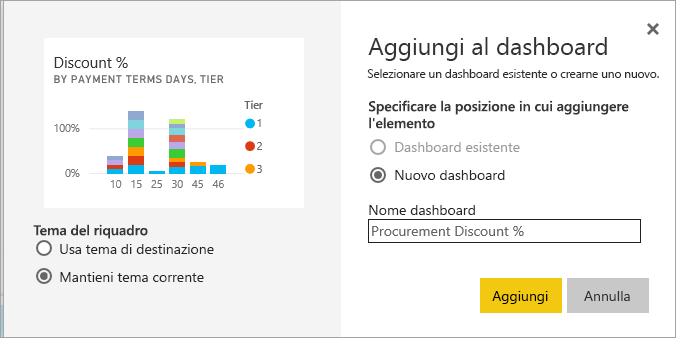 Discount %
BY PAYMENT TERMS DAYS, TIER
Tier
100%
0%
1
2
3
10 15 25 30 45 46
Tema del riquadro
Usa tema di destinazione
Mantieni tema corrente
Aggiungi al dashboard
Selezionare un dashboard esistente o crearne uno nuovo.
Specificare la posizione in cui aggiungere
l'elemento
Dashboard esistente
Nuovo dashboard
Nome dashboard
Procurement Discount %
Aggiungi
Annulla